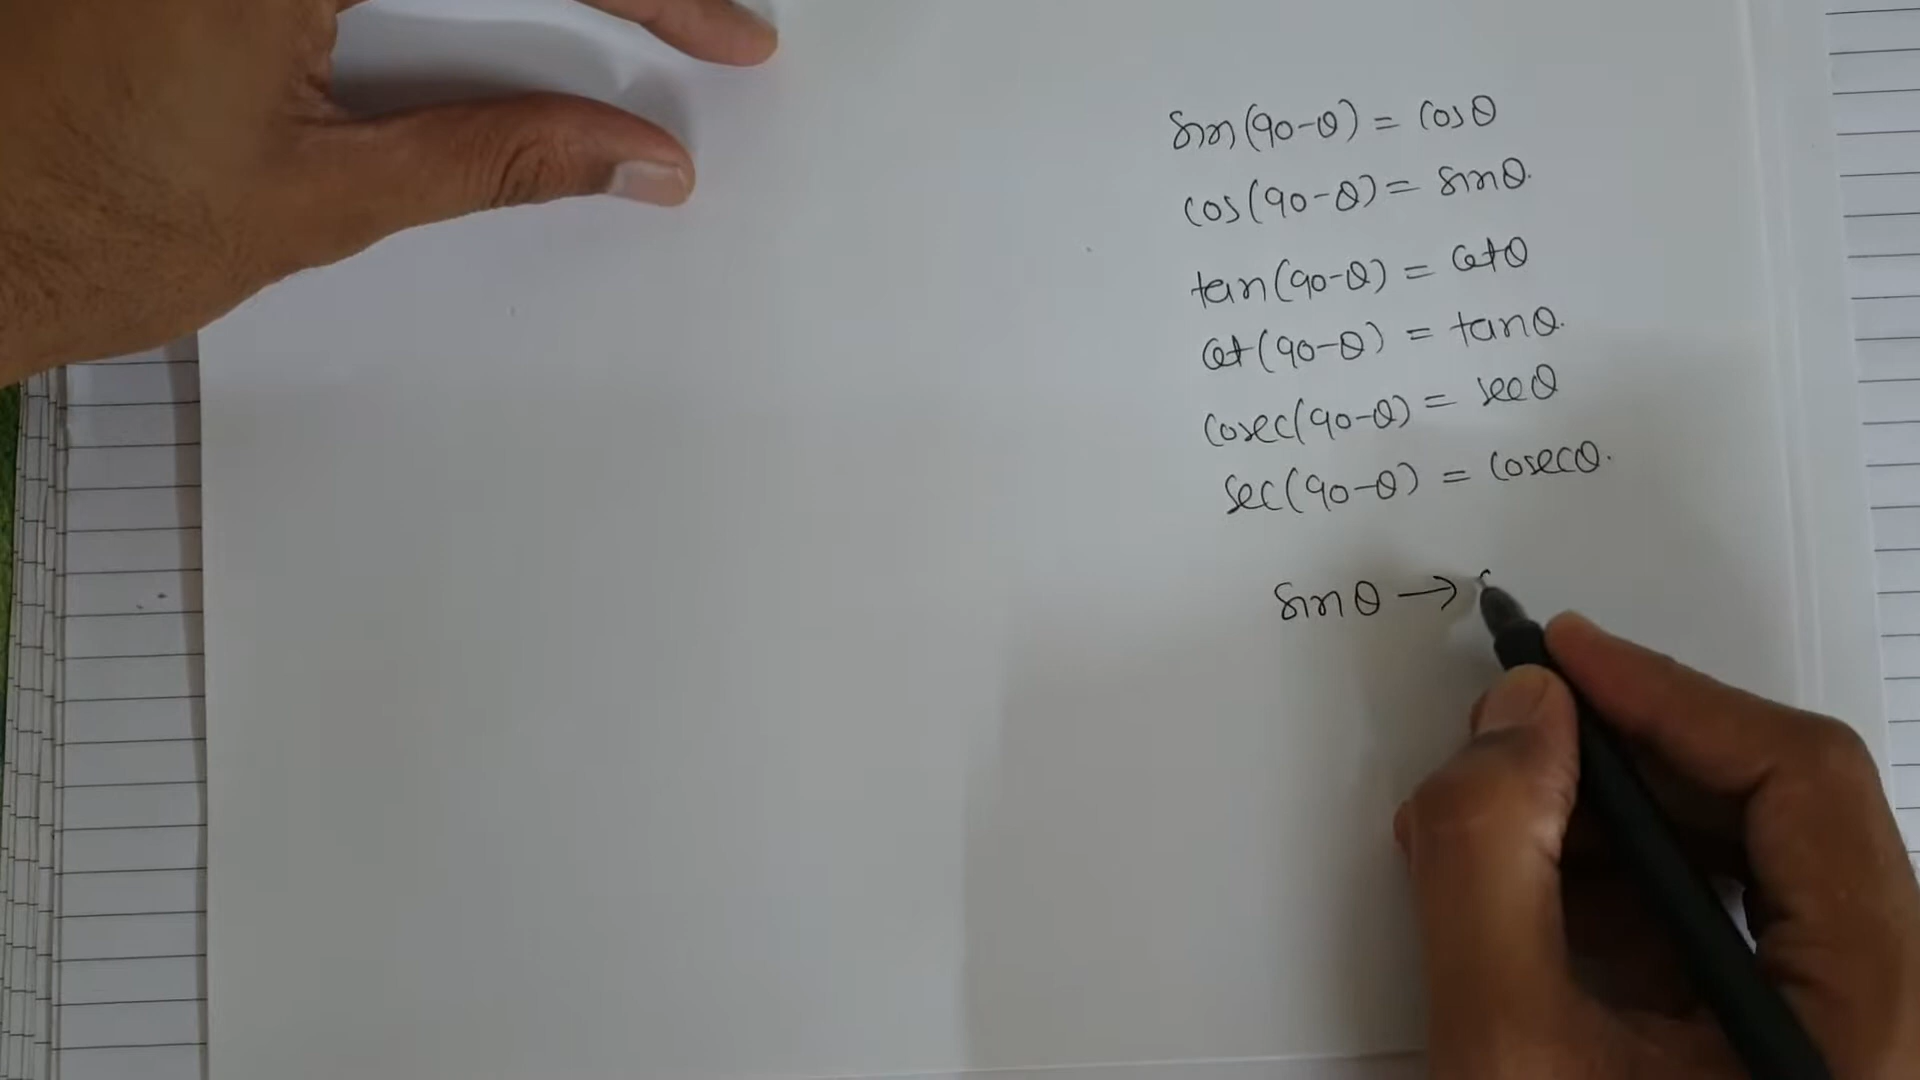 sin(90-θ) = cosθ
cos(90-θ) = sinθ.
tan(90-θ) = cotθ
cot(90-θ) = tanθ.
cosec(90-θ) = secθ
sec(90-θ) = cosecθ.
sinθ →